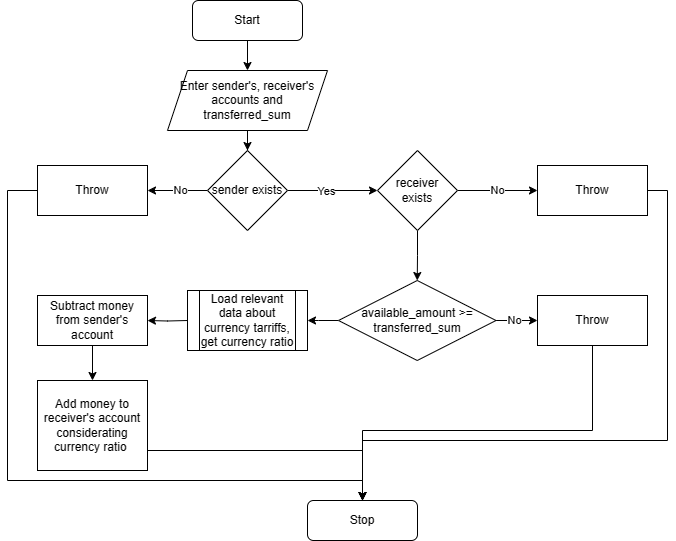 Start
Enter sender's, receiver's
accounts and
transferred_sum
Throw
No
sender exists
Yes
receiver
exists
No
Throw
Subtract money
from sender's
account
Load relevant
data about
currency tarriffs,
get currency ratio
available_amount >=
transferred_sum
No
Throw
Add money to
receiver's account
considerating
currency ratio
Stop